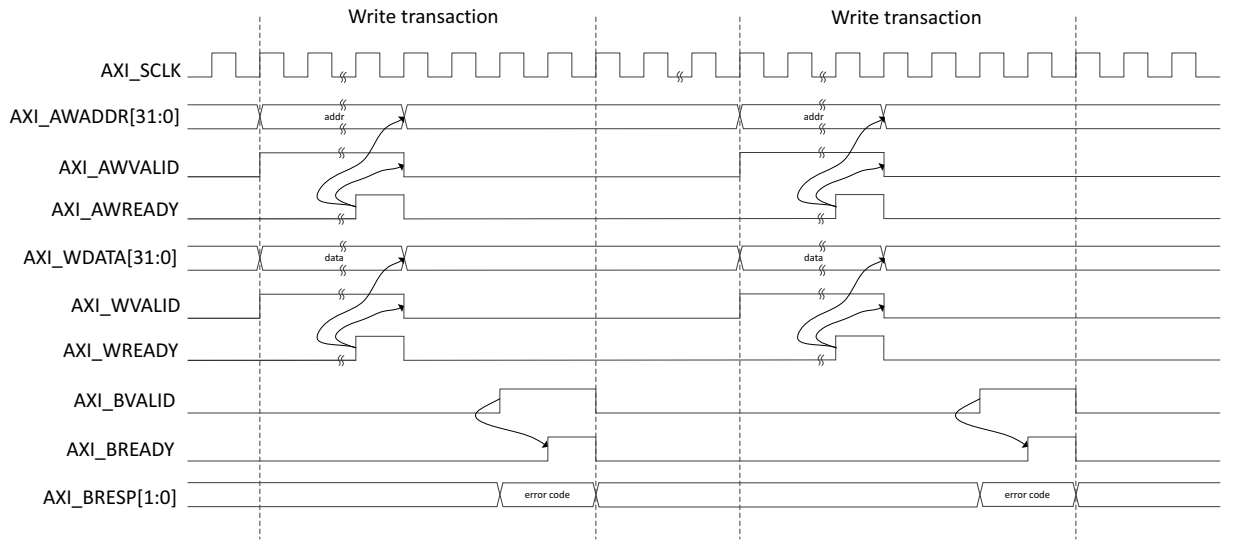 Write transaction Write transaction
AXI_SCLK
AXI_AWADDR[31:0] addr addr
AXI_AWVALID
AXI_AWREADY
AXI_WDATA[31:0] data data
AXI_WVALID
AXI_WREADY
AXI_BVALID
AXI_BREADY
AXI_BRESP[1:0] error code error code